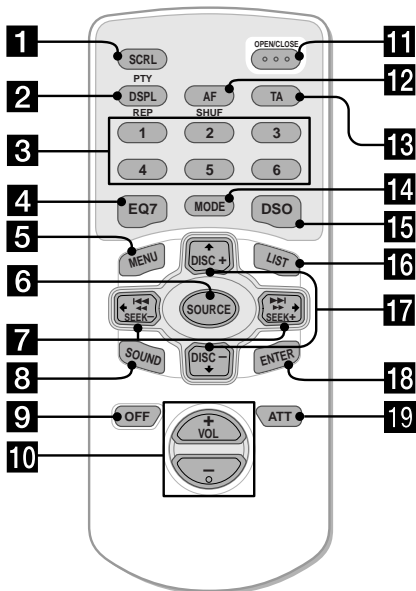 OPEN/CLOSE
11
1
SCRL
12
PTY
2
DSPL
AF
TA
REP
SHUF
13
3
1
2
3
4
5
6
14
4
EQ7
MODE
DSO
15
5
MENU
DISC +
LIST
16
6
SOURCE
17
7
SEEK–
SEEK+
8
SOUND
DISC –
ENTER
18
9
OFF
ATT
19
10
+
VOL
–